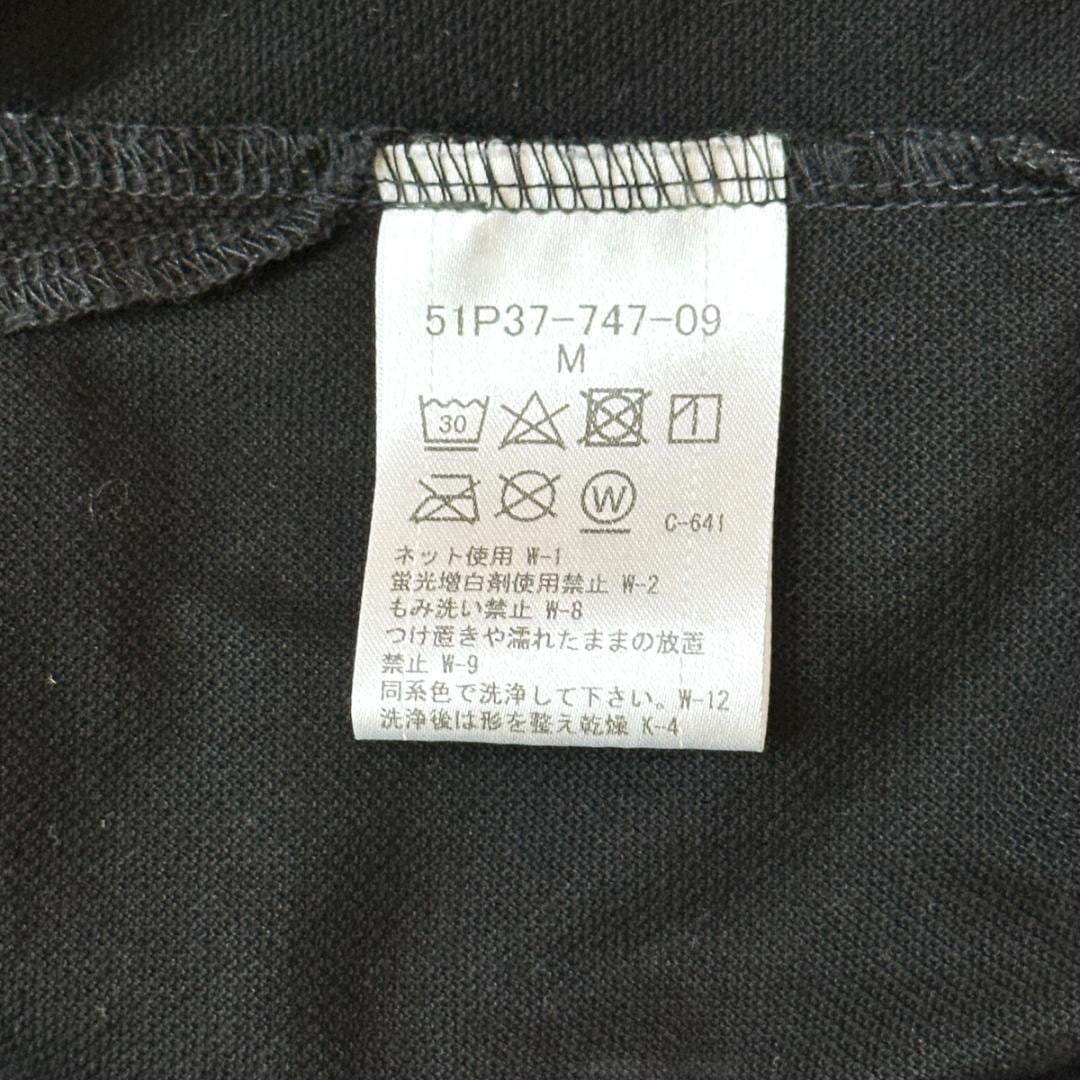 51P37-747-09
M
30
W
C-641
ネット使用 W-1
蛍光増白剤使用禁止 W-2
もみ洗い禁止 W-8
つけ置きや濡れたままの放置
禁止 W-9
同系色で洗浄して下さい。W-12
洗浄後は形を整え乾燥 K-4